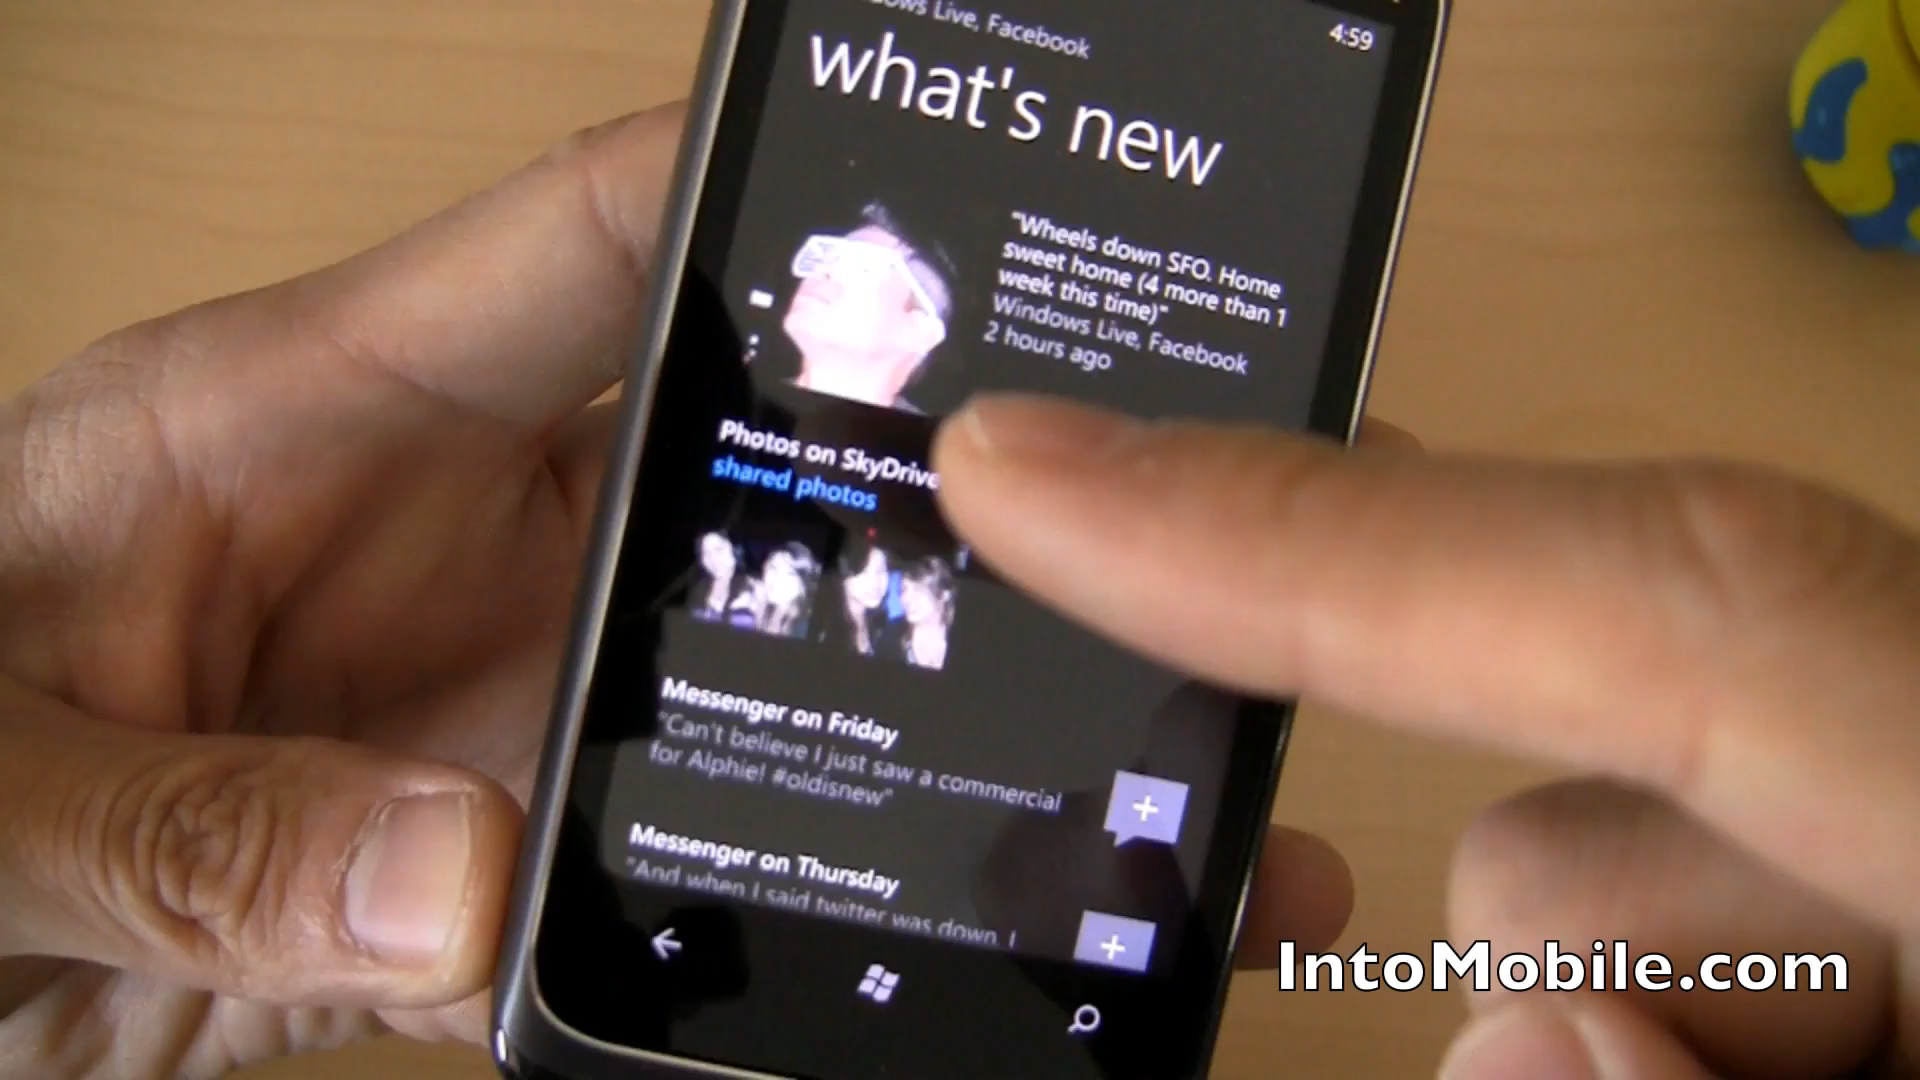 Live, Facebook
4:59
what's new
"Wheels down SFO. Home
sweet home (4 more than 1
week this time)"
Windows Live, Facebook
2 hours ago
Photos on SkyDrive
shared photos
Messenger on Friday
"Can't believe I just saw a commercial
for Alphie! #oldisnew"
Messenger on Thursday
"And when I said twitter was down, I
IntoMobile.com